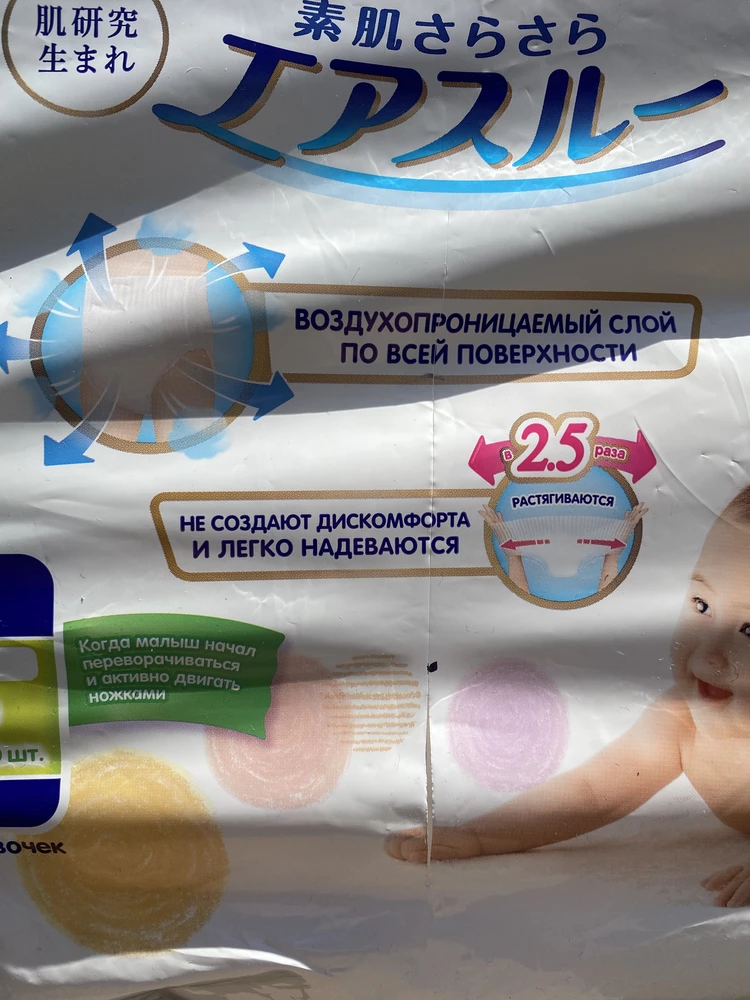 肌研究
生まれ
素肌さらさら
エアスルー
ВОЗДУХОПРОНИЦАЕМЫЙ СЛОЙ
ПО ВСЕЙ ПОВЕРХНОСТИ
в 2.5 раза
РАСТЯГИВАЮТСЯ
НЕ СОЗДАЮТ ДИСКОМФОРТА
И ЛЕГКО НАДЕВАЮТСЯ
Когда малыш начал
переворачиваться
и активно двигать
ножками
шт.